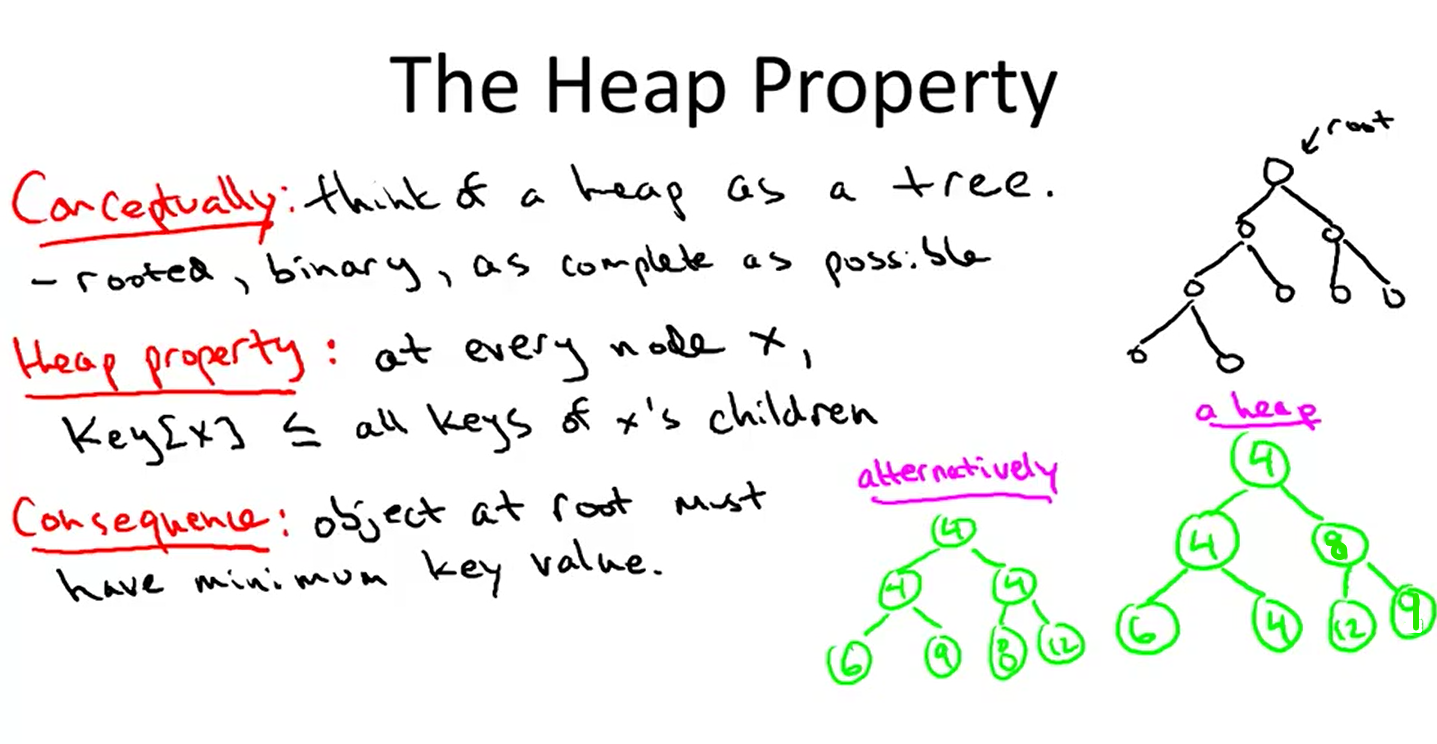 The Heap Property
Conceptually: think of a heap as a tree.
- rooted, binary, as complete as possible
Heap property: at every node x,
Key[x] ≤ all keys of x's children
Consequence: object at root must
have minimum key value.
root
alternatively
4
4 4
6 9 8 12
a heap
4
4 8
6 4 12 9